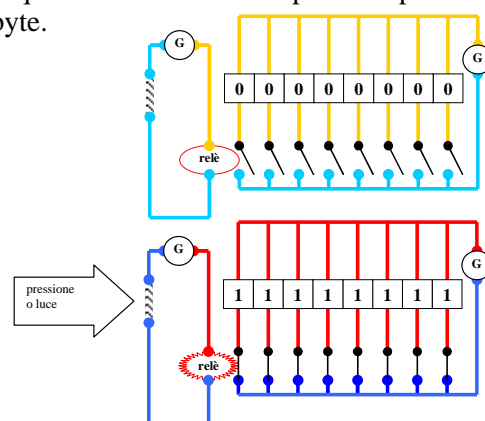 byte.
G
G
0 0 0 0 0 0 0 0
relè
G
G
pressione
o luce
1 1 1 1 1 1 1 1
relè